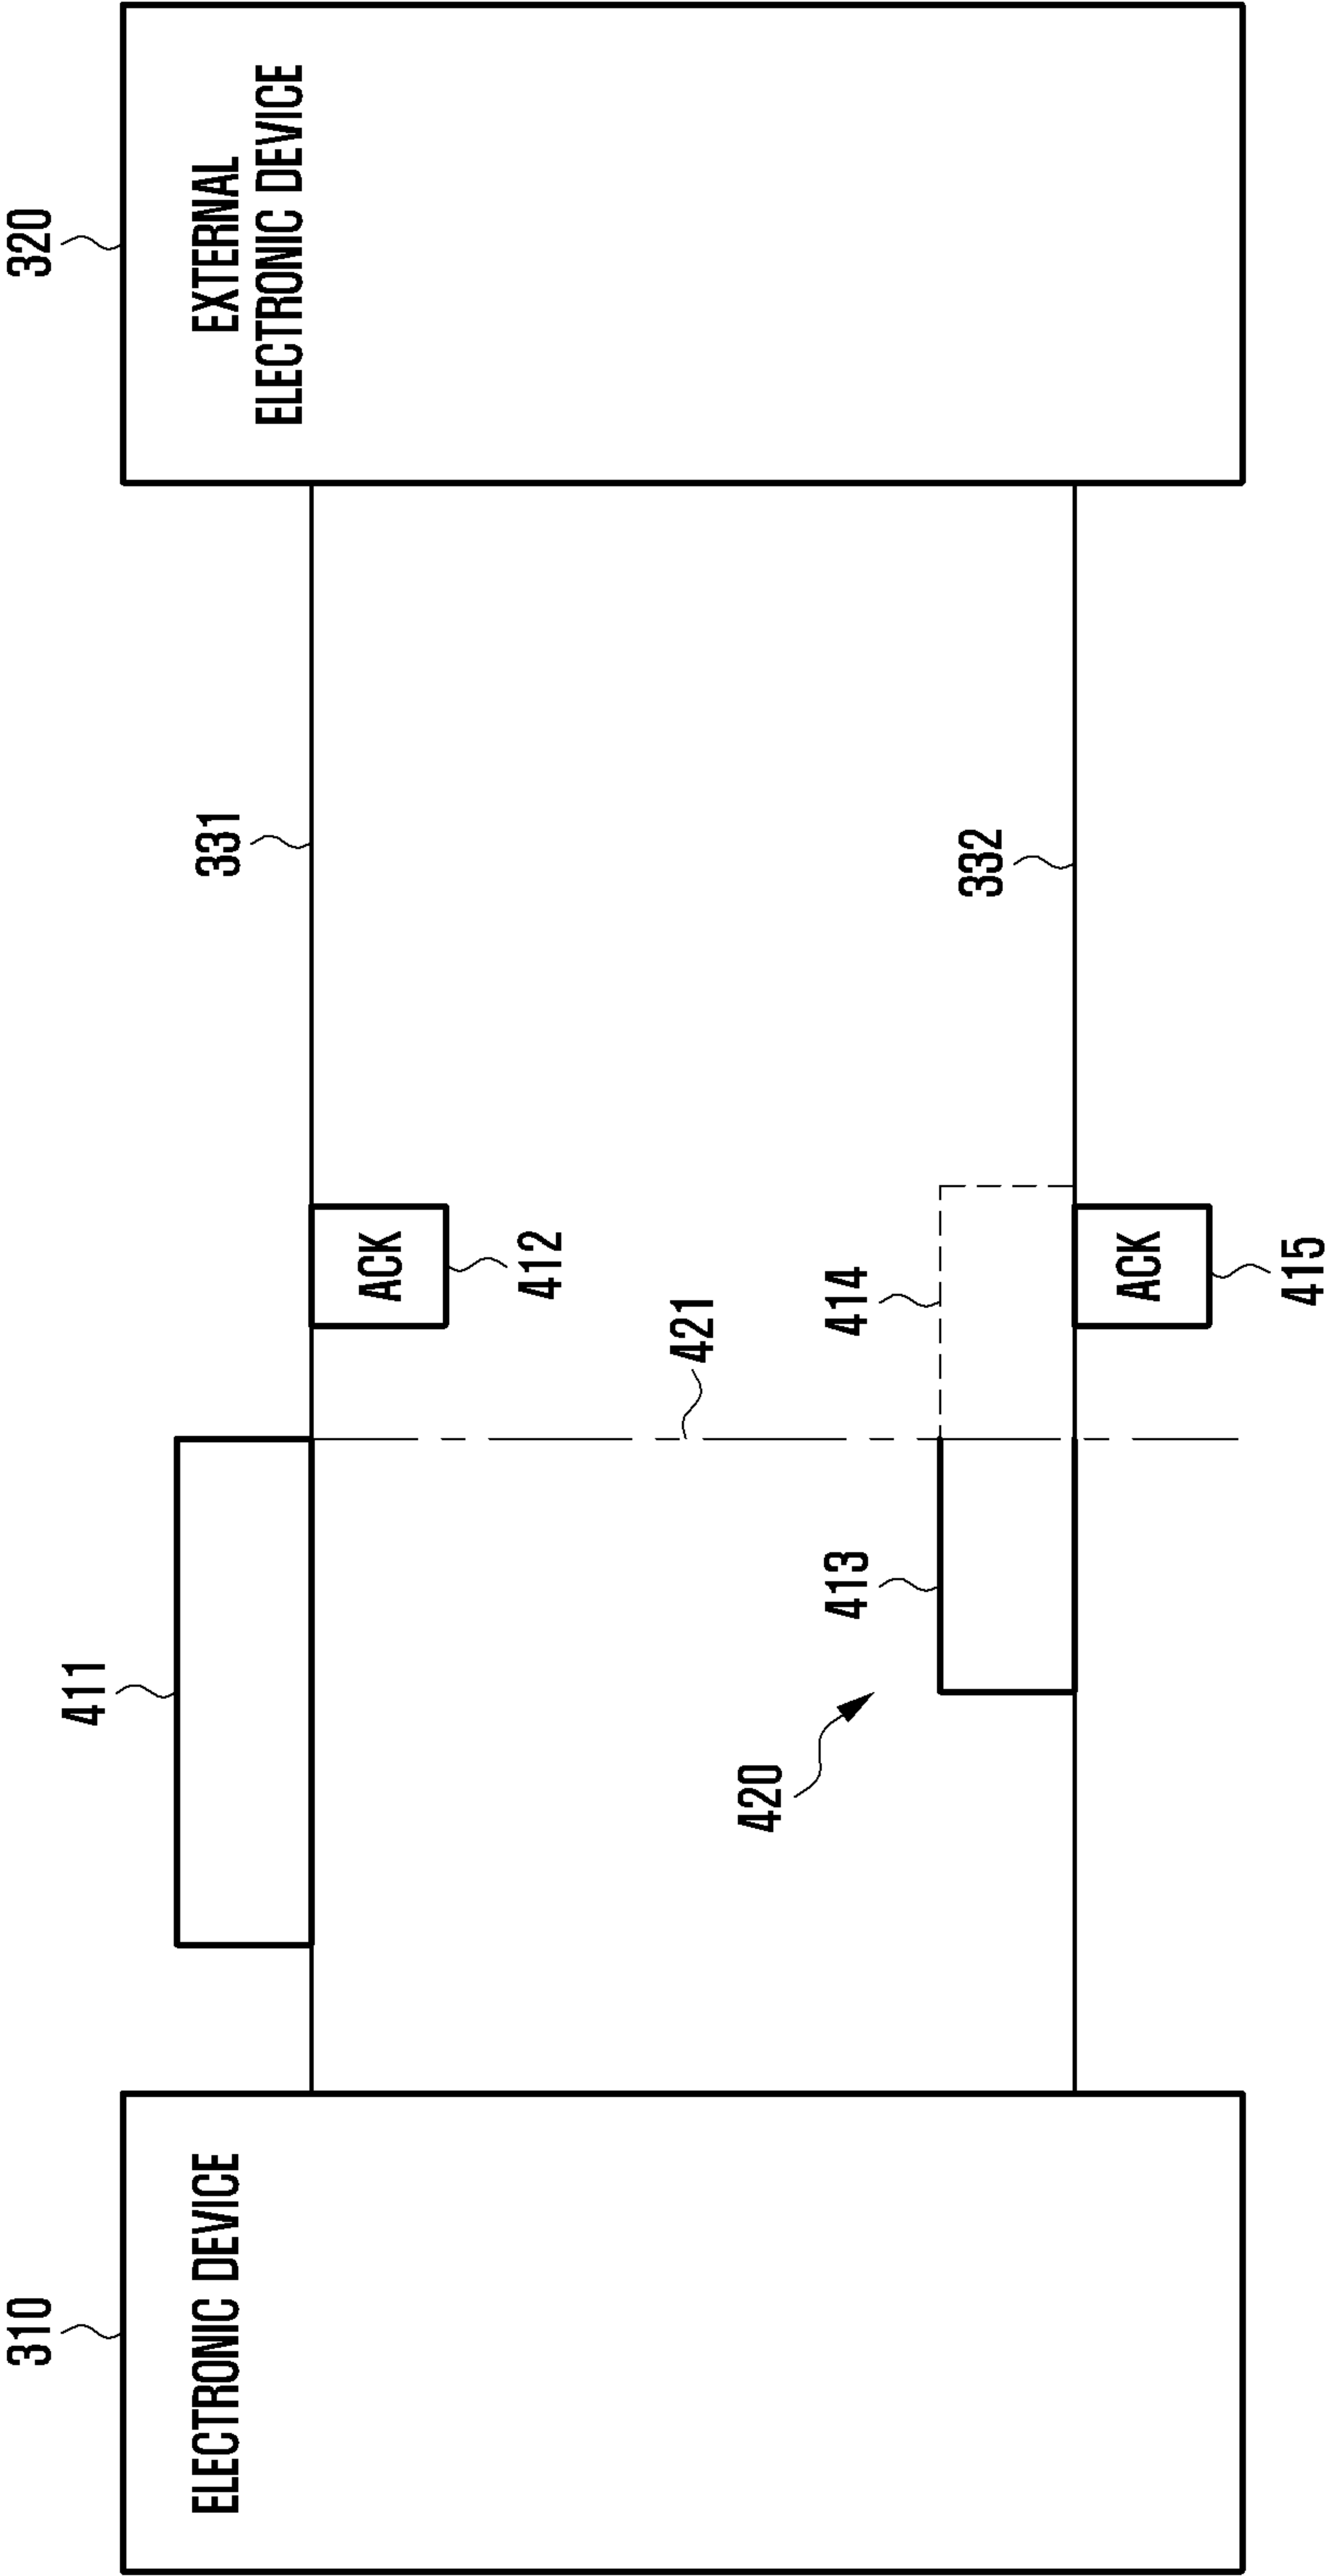 310
ELECTRONIC DEVICE
320
EXTERNAL
ELECTRONIC DEVICE
411
331
ACK
412
421
420
413
414
332
ACK
415